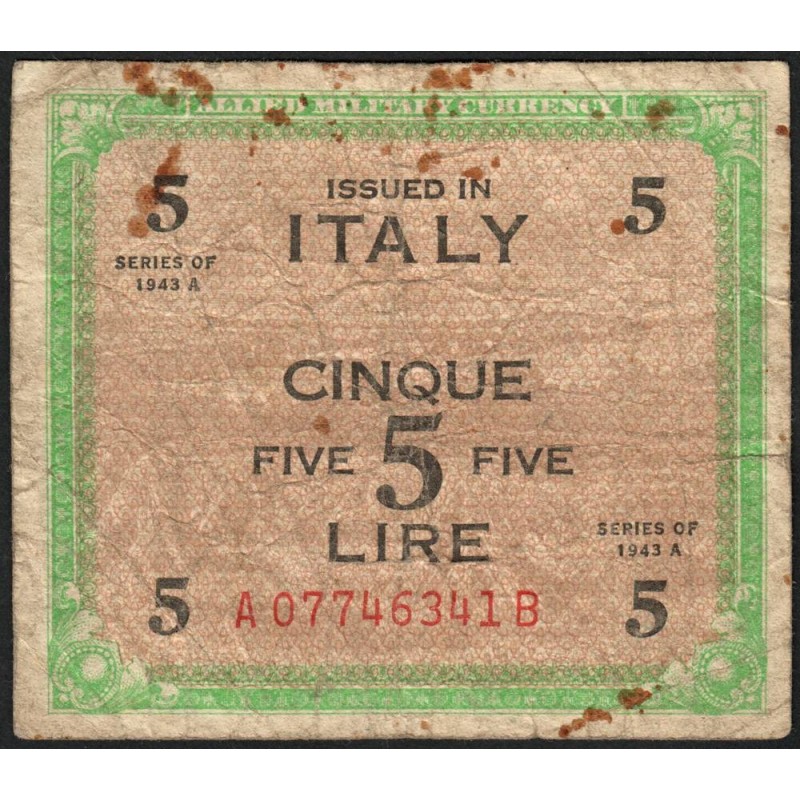 ALLIED MILITARY CURRENCY
5 ISSUED IN 5
ITALY
SERIES OF
1943 A
CINQUE
FIVE 5 FIVE
LIRE
SERIES OF
1943 A
5 A07746341B 5